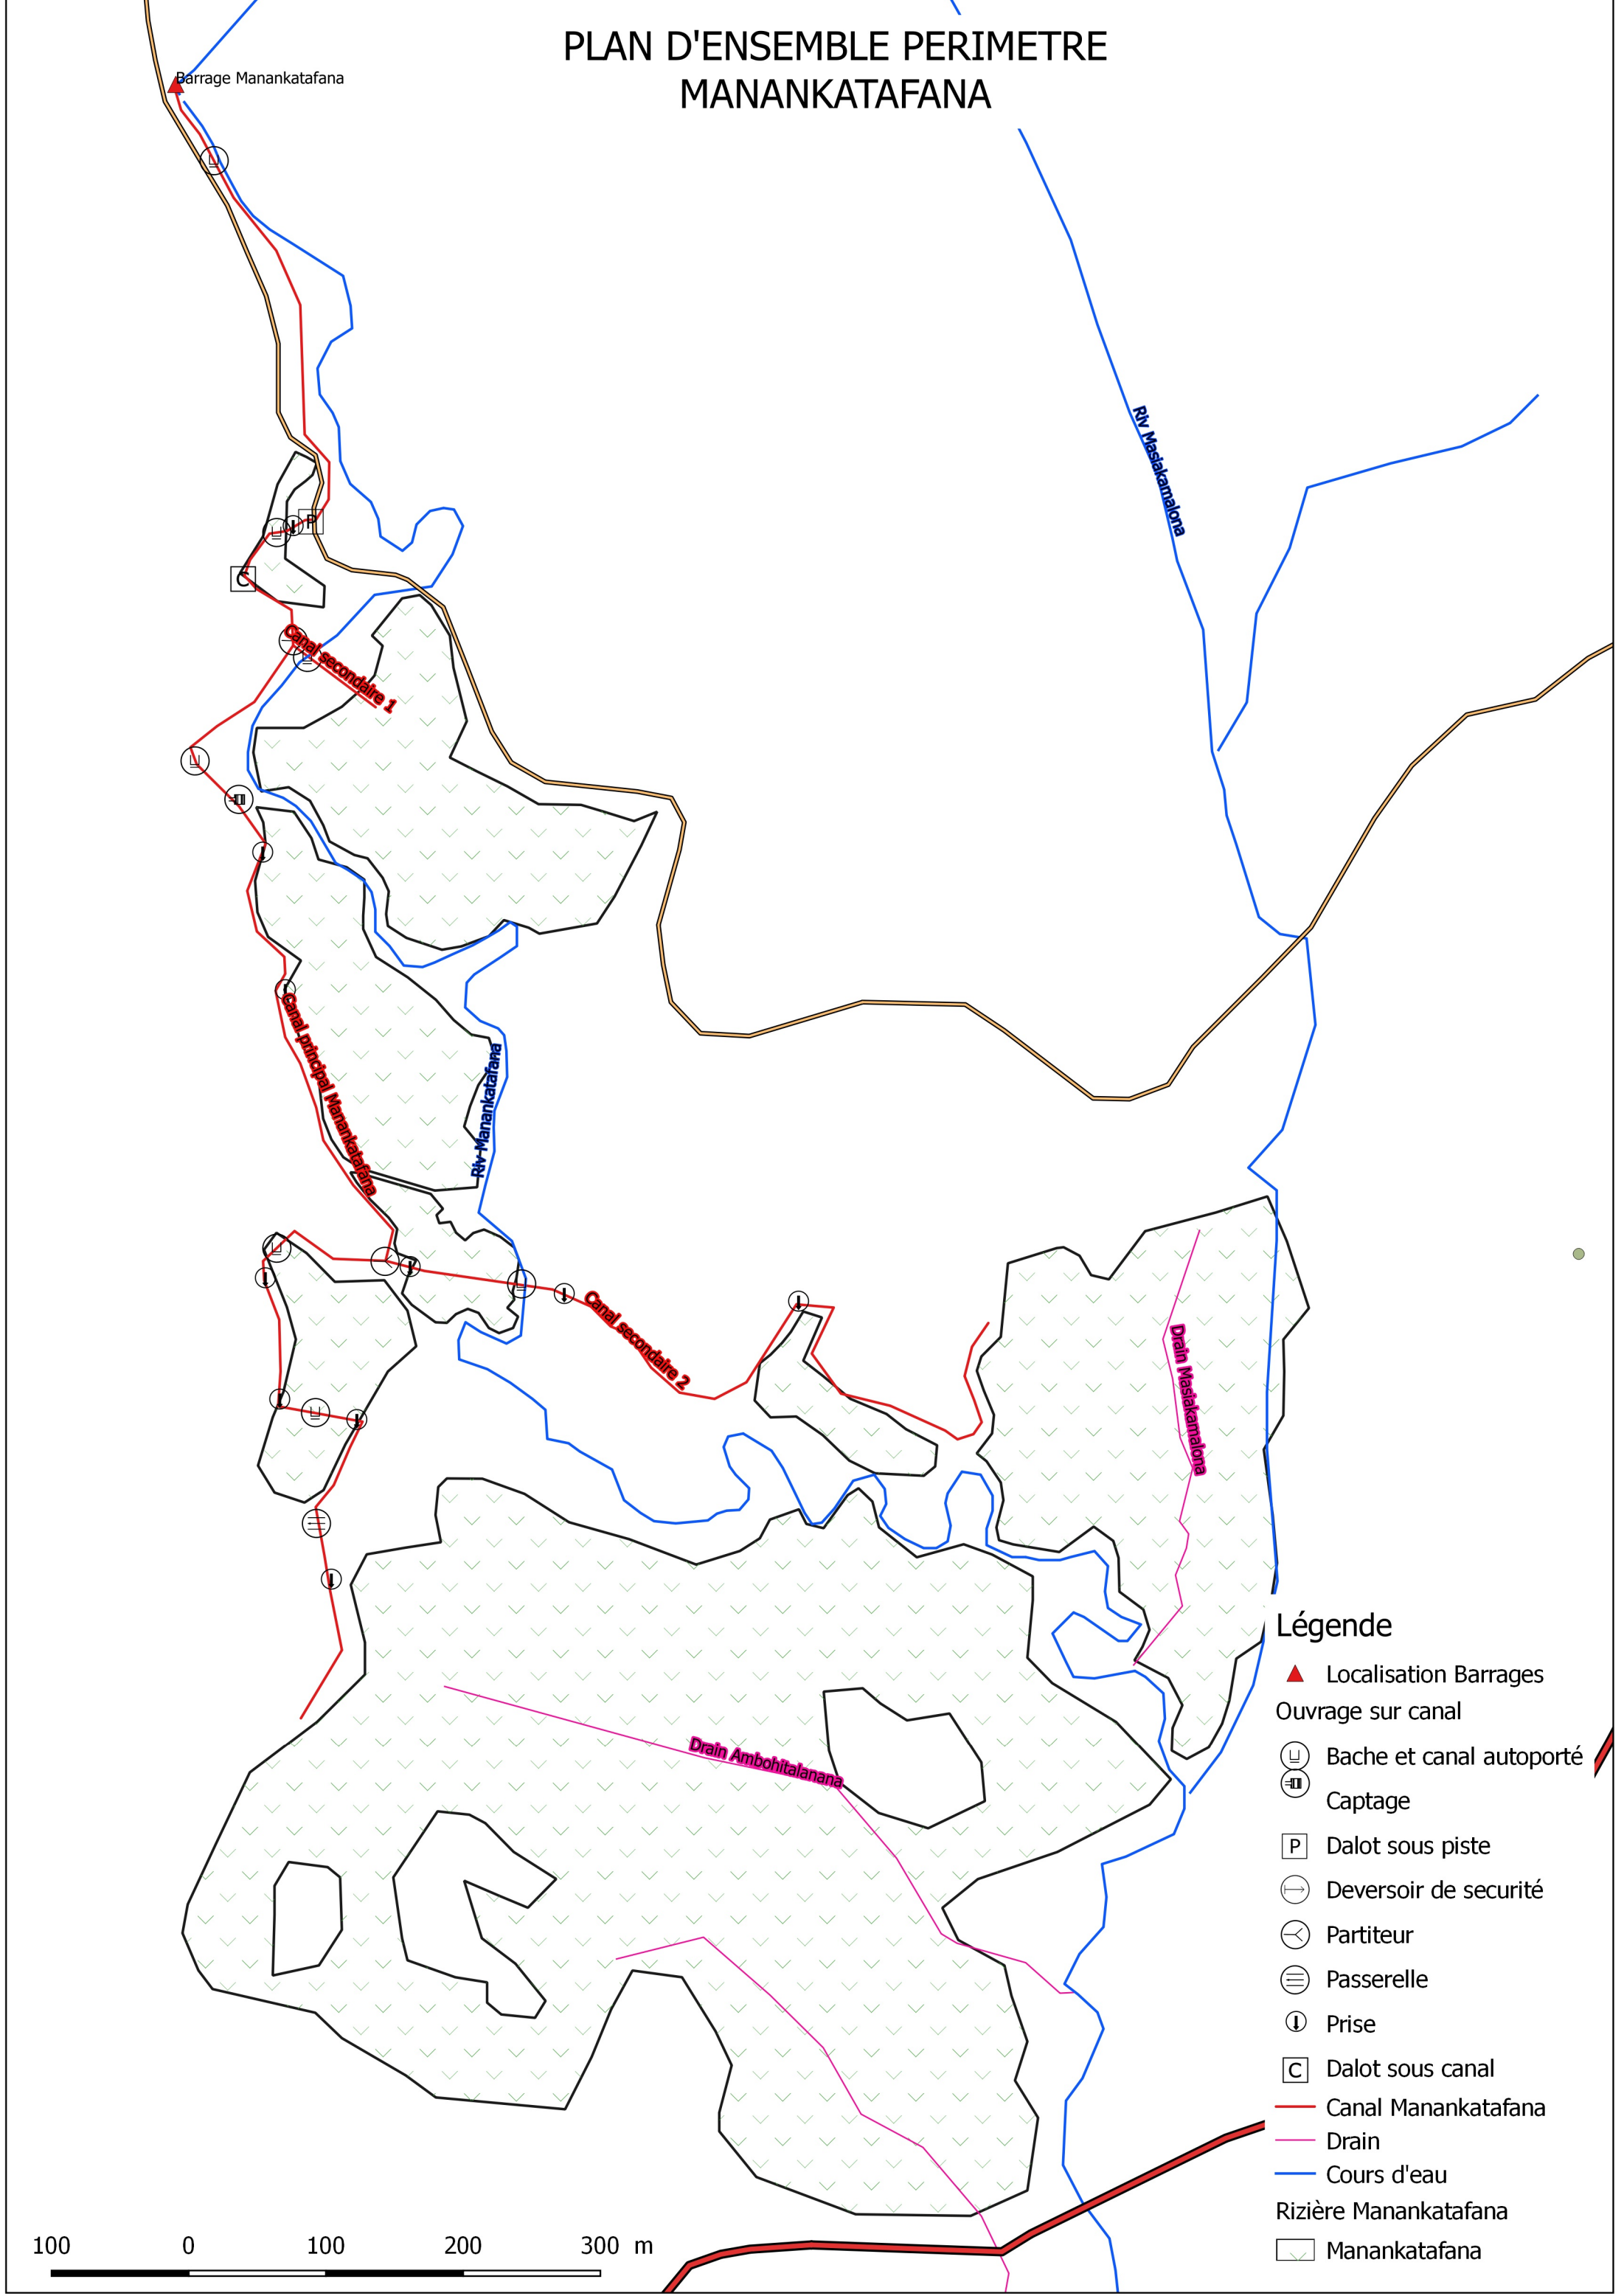 PLAN D'ENSEMBLE PERIMETRE
MANANKATAFANA
Barrage Manankatafana
Riv Masiakamalona
P
C
Canal secondaire 1
Canal principal Manankatafana
Riv Manankatafana
Canal secondaire 2
Drain Masiakamalona
Drain Ambohitalanana
Légende
Localisation Barrages
Ouvrage sur canal
Bache et canal autoporté
Captage
P Dalot sous piste
Deversoir de securité
Partiteur
Passerelle
Prise
C Dalot sous canal
Canal Manankatafana
Drain
Cours d'eau
Rizière Manankatafana
Manankatafana
100 0 100 200 300 m